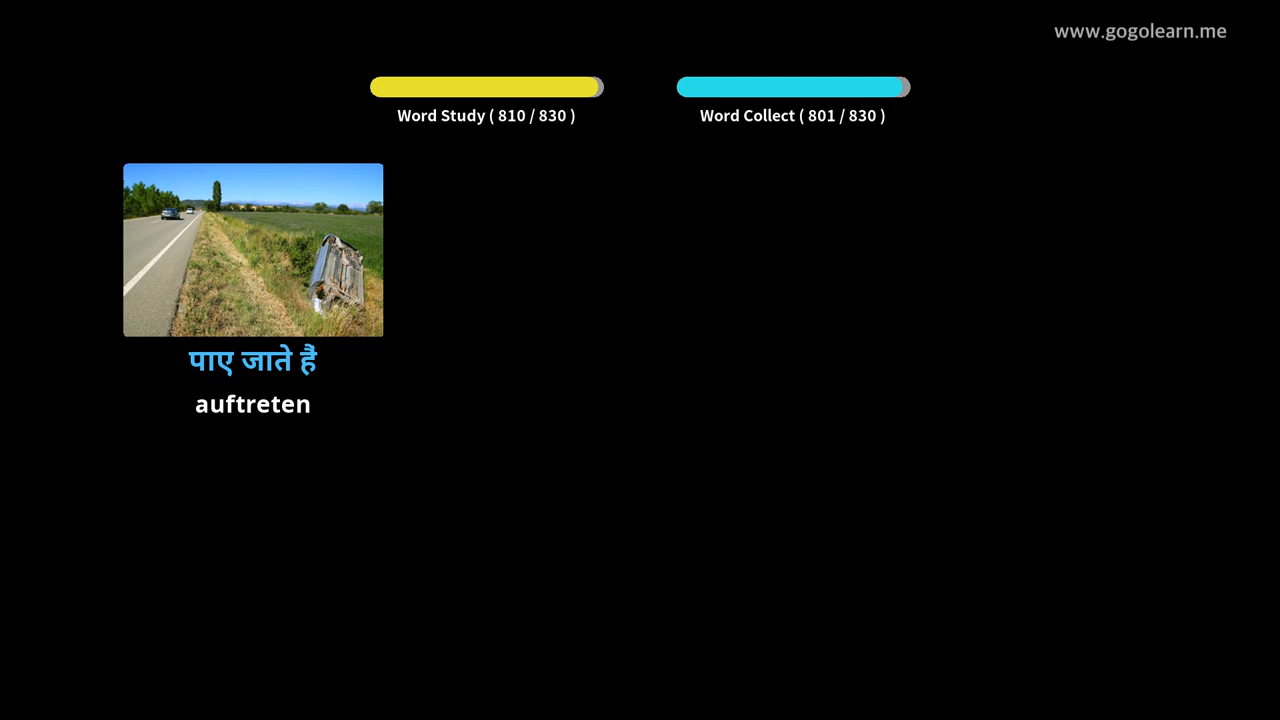 www.gogolearn.me
Word Study ( 810 / 830 )
Word Collect ( 801 / 830 )
पाए जाते हैं
auftreten